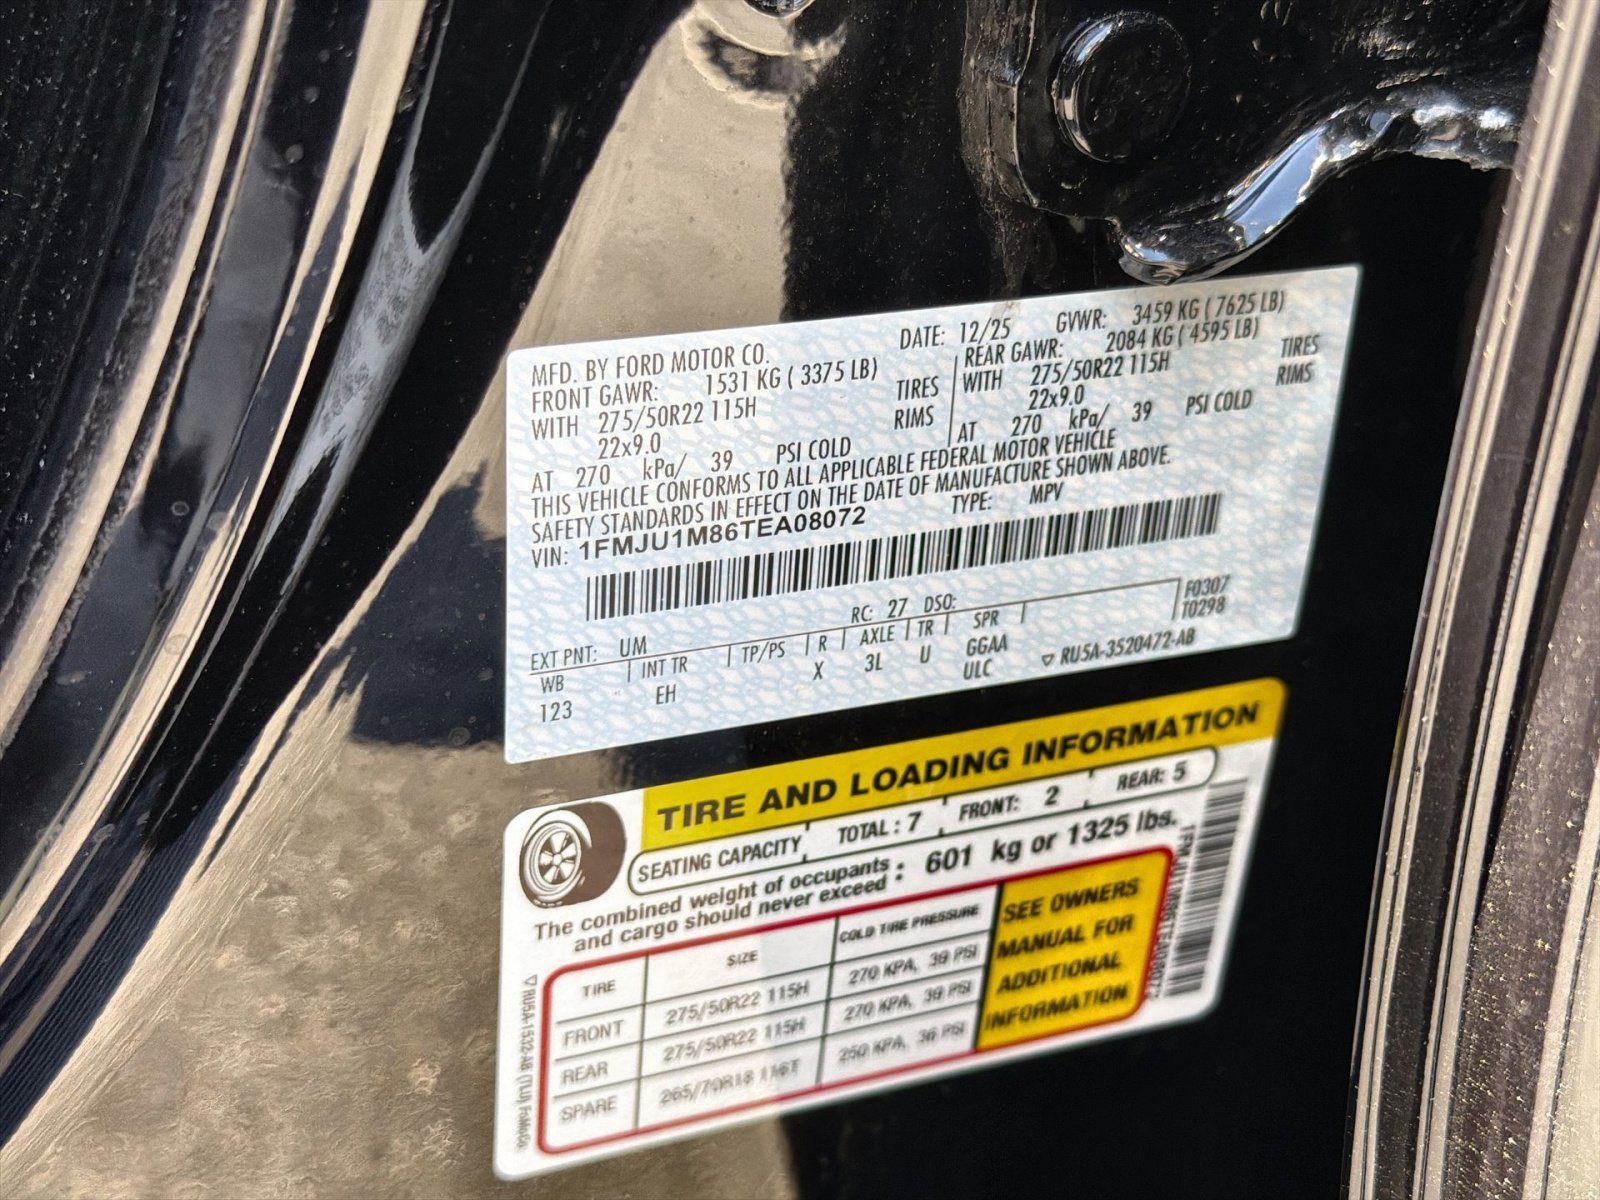 MFD. BY FORD MOTOR CO.
DATE: 12/25 GVWR: 3459 KG ( 7625 LB)
FRONT GAWR: 1531 KG ( 3375 LB)
WITH 275/50R22 115H TIRES
22x9.0 RIMS
AT 270 kPa/ 39 PSI COLD
REAR GAWR: 2084 KG ( 4595 LB)
WITH 275/50R22 115H TIRES
22x9.0 RIMS
AT 270 kPa/ 39 PSI COLD
THIS VEHICLE CONFORMS TO ALL APPLICABLE FEDERAL MOTOR VEHICLE
SAFETY STANDARDS IN EFFECT ON THE DATE OF MANUFACTURE SHOWN ABOVE.
VIN: 1FMJU1M86TEA08072 TYPE: MPV
EXT PNT: UM RC: 27 DSO: F0307
WB INT TR TP/PS R AXLE TR SPR T0298
123 EH X 3L U GGAA
ULC RU5A-3520472-AB
TIRE AND LOADING INFORMATION
SEATING CAPACITY TOTAL : 7 FRONT: 2 REAR: 5
The combined weight of occupants
and cargo should never exceed : 601 kg or 1325 lbs.
TIRE SIZE COLD TIRE PRESSURE
FRONT 275/50R22 115H 270 KPA, 39 PSI
REAR 275/50R22 115H 270 KPA, 39 PSI
SPARE 265/70R18 116T 250 KPA, 36 PSI
SEE OWNERS
MANUAL FOR
ADDITIONAL
INFORMATION
RU5A-1532-AB (TLU) FoMoCo
1FMJU1M86TEA08072